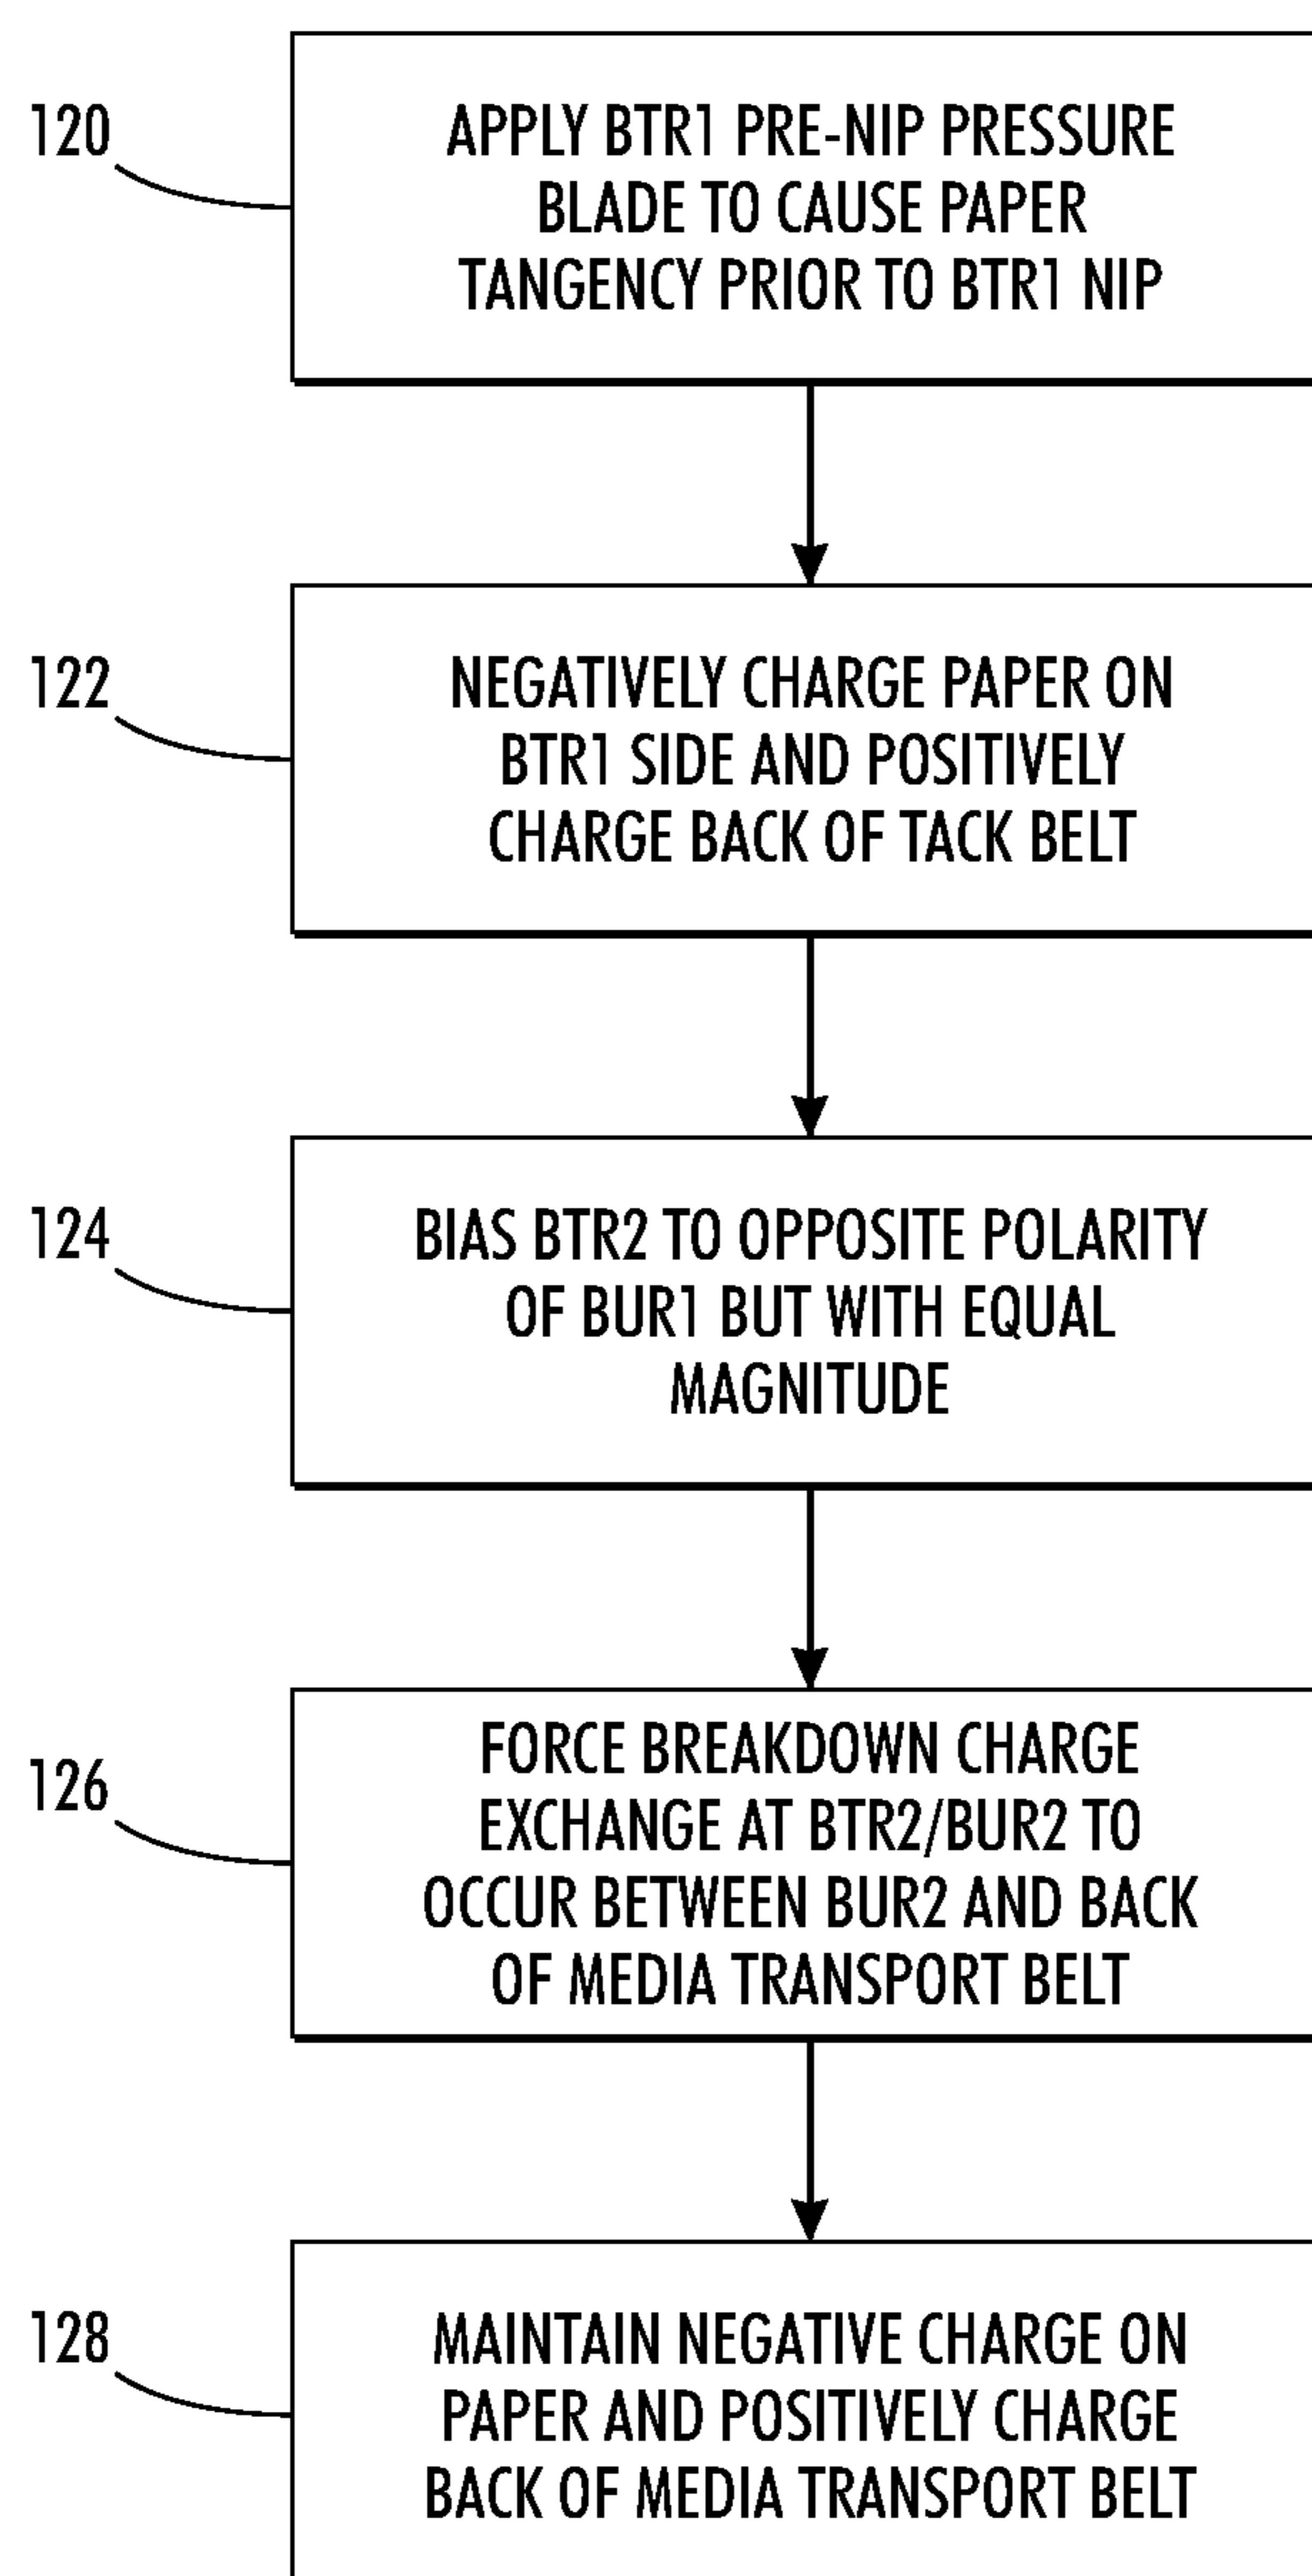 120
APPLY BTR1 PRE-NIP PRESSURE
BLADE TO CAUSE PAPER
TANGENCY PRIOR TO BTR1 NIP
122
NEGATIVELY CHARGE PAPER ON
BTR1 SIDE AND POSITIVELY
CHARGE BACK OF TACK BELT
124
BIAS BTR2 TO OPPOSITE POLARITY
OF BUR1 BUT WITH EQUAL
MAGNITUDE
126
FORCE BREAKDOWN CHARGE
EXCHANGE AT BTR2/BUR2 TO
OCCUR BETWEEN BUR2 AND BACK
OF MEDIA TRANSPORT BELT
128
MAINTAIN NEGATIVE CHARGE ON
PAPER AND POSITIVELY CHARGE
BACK OF MEDIA TRANSPORT BELT